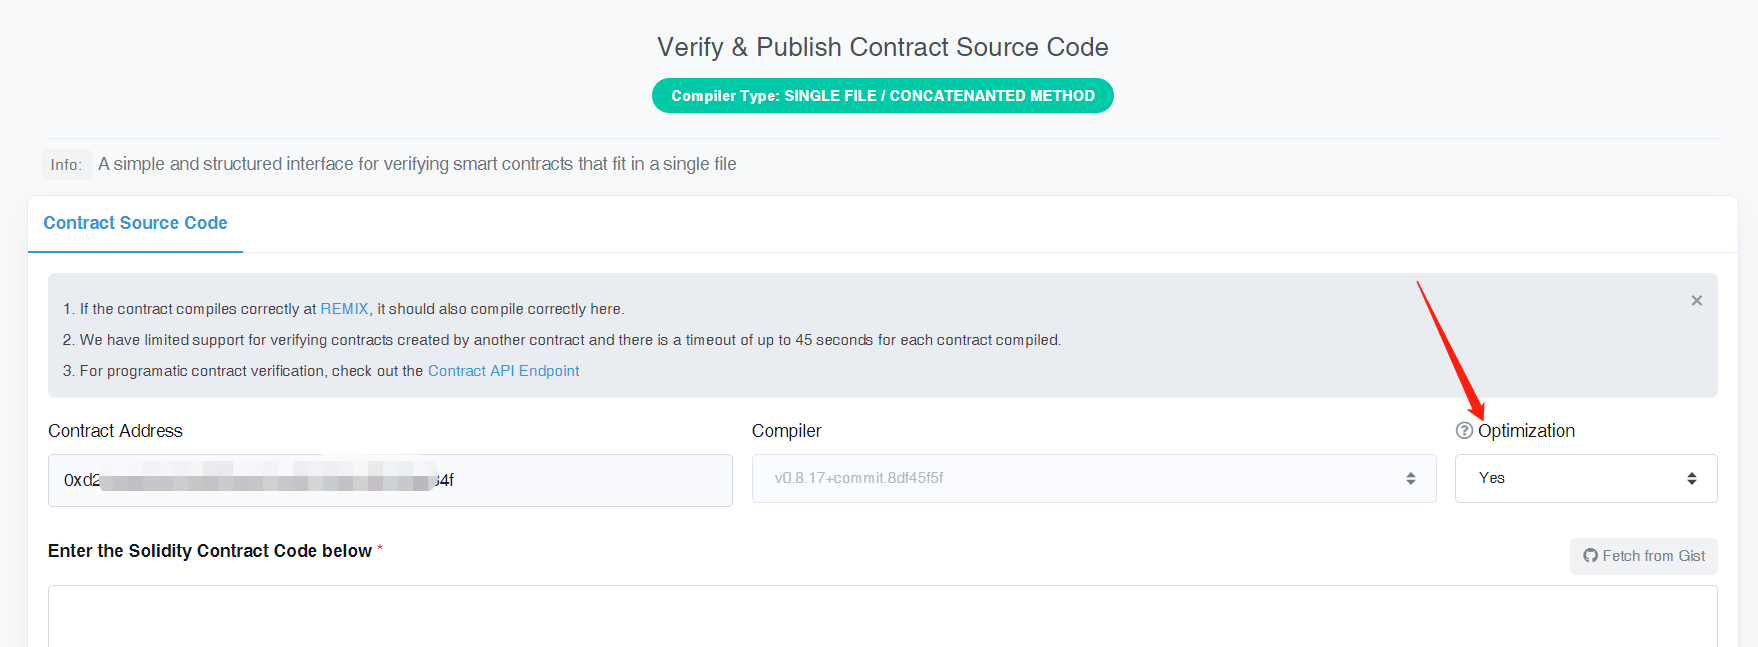 Verify & Publish Contract Source Code
Compiler Type: SINGLE FILE / CONCATENANTED METHOD
Info: A simple and structured interface for verifying smart contracts that fit in a single file
Contract Source Code
1. If the contract compiles correctly at REMIX, it should also compile correctly here.
2. We have limited support for verifying contracts created by another contract and there is a timeout of up to 45 seconds for each contract compiled.
3. For programatic contract verification, check out the Contract API Endpoint
Contract Address
Compiler
Optimization
v0.8.17+commit.8df45f5f
Yes
Enter the Solidity Contract Code below *
Fetch from Gist